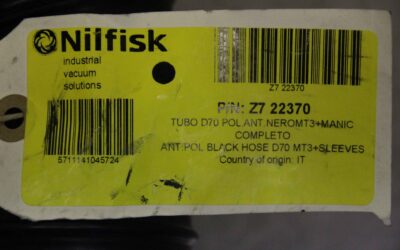 Nilfisk
industrial
vacuum
solutions
Z7 22370
P/N: Z7 22370
TUBO D70 POL ANT.NEROMT3+MANIC
COMPLETO
ANT.POL BLACK HOSE D70 MT3+SLEEVES
Country of origin: IT
5711141045724